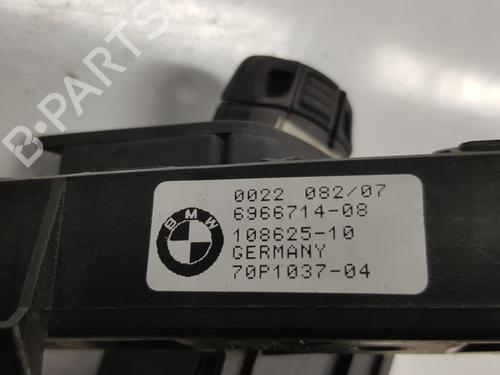 B-PARTS
0022 082/07
6966714-08
BMW
108625-10
GERMANY
70P1037-04